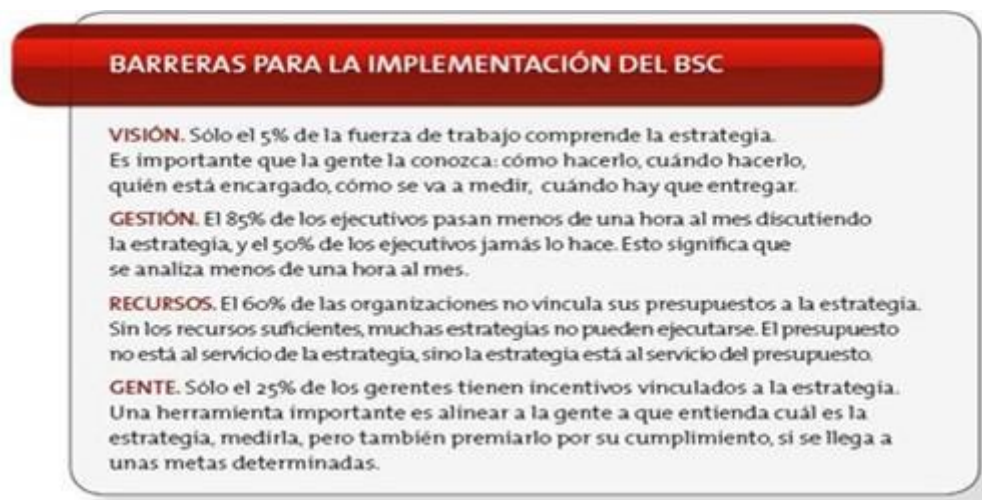 BARRERAS PARA LA IMPLEMENTACIÓN DEL BSC
VISIÓN. Sólo el 5% de la fuerza de trabajo comprende la estrategia.
Es importante que la gente la conozca: cómo hacerlo, cuándo hacerlo,
quién está encargado, cómo se va a medir, cuándo hay que entregar.
GESTIÓN. El 85% de los ejecutivos pasan menos de una hora al mes discutiendo
la estrategia, y el 50% de los ejecutivos jamás lo hace. Esto significa que
se analiza menos de una hora al mes.
RECURSOS. El 60% de las organizaciones no vincula sus presupuestos a la estrategia.
Sin los recursos suficientes, muchas estrategias no pueden ejecutarse. El presupuesto
no está al servicio de la estrategia, sino la estrategia está al servicio del presupuesto.
GENTE. Sólo el 25% de los gerentes tienen incentivos vinculados a la estrategia.
Una herramienta importante es alinear a la gente a que entienda cuál es la
estrategia, medirla, pero también premiarlo por su cumplimiento, si se llega a
unas metas determinadas.